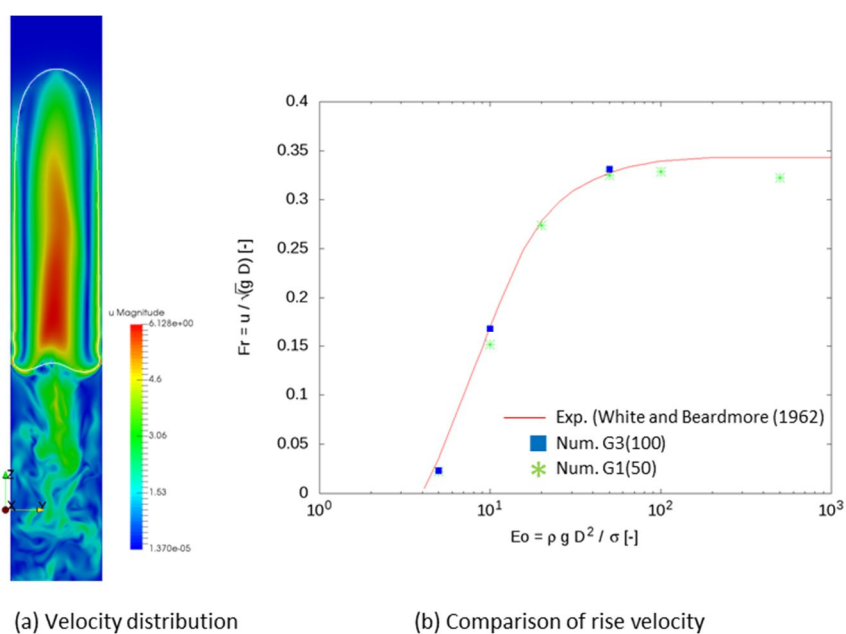 u Magnitude
6.128e+00
4.6
3.06
1.53
1.370e-05
Z
X
Y
(a) Velocity distribution
Fr = u / √(g D) [-]
0.4
0.35
0.3
0.25
0.2
0.15
0.1
0.05
0
10⁰
10¹
10²
10³
Eo = ρ g D² / σ [-]
Exp. (White and Beardmore (1962)
Num. G3(100)
Num. G1(50)
(b) Comparison of rise velocity